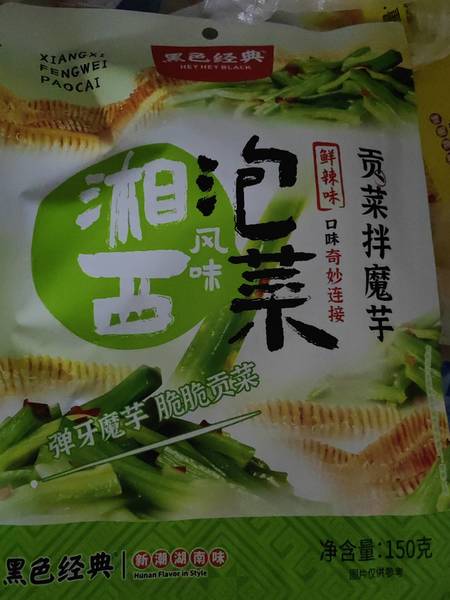 XIANGXI
FENGWEI
PAOCAI
黑色经典
HEY HEY BLACK
湘西
风味
泡菜
鲜辣味
口味奇妙连接
贡菜拌魔芋
弹牙魔芋 脆脆贡菜
黑色经典
新潮湖南味
Hunan Flavor in Style
净含量:150克
图片仅供参考